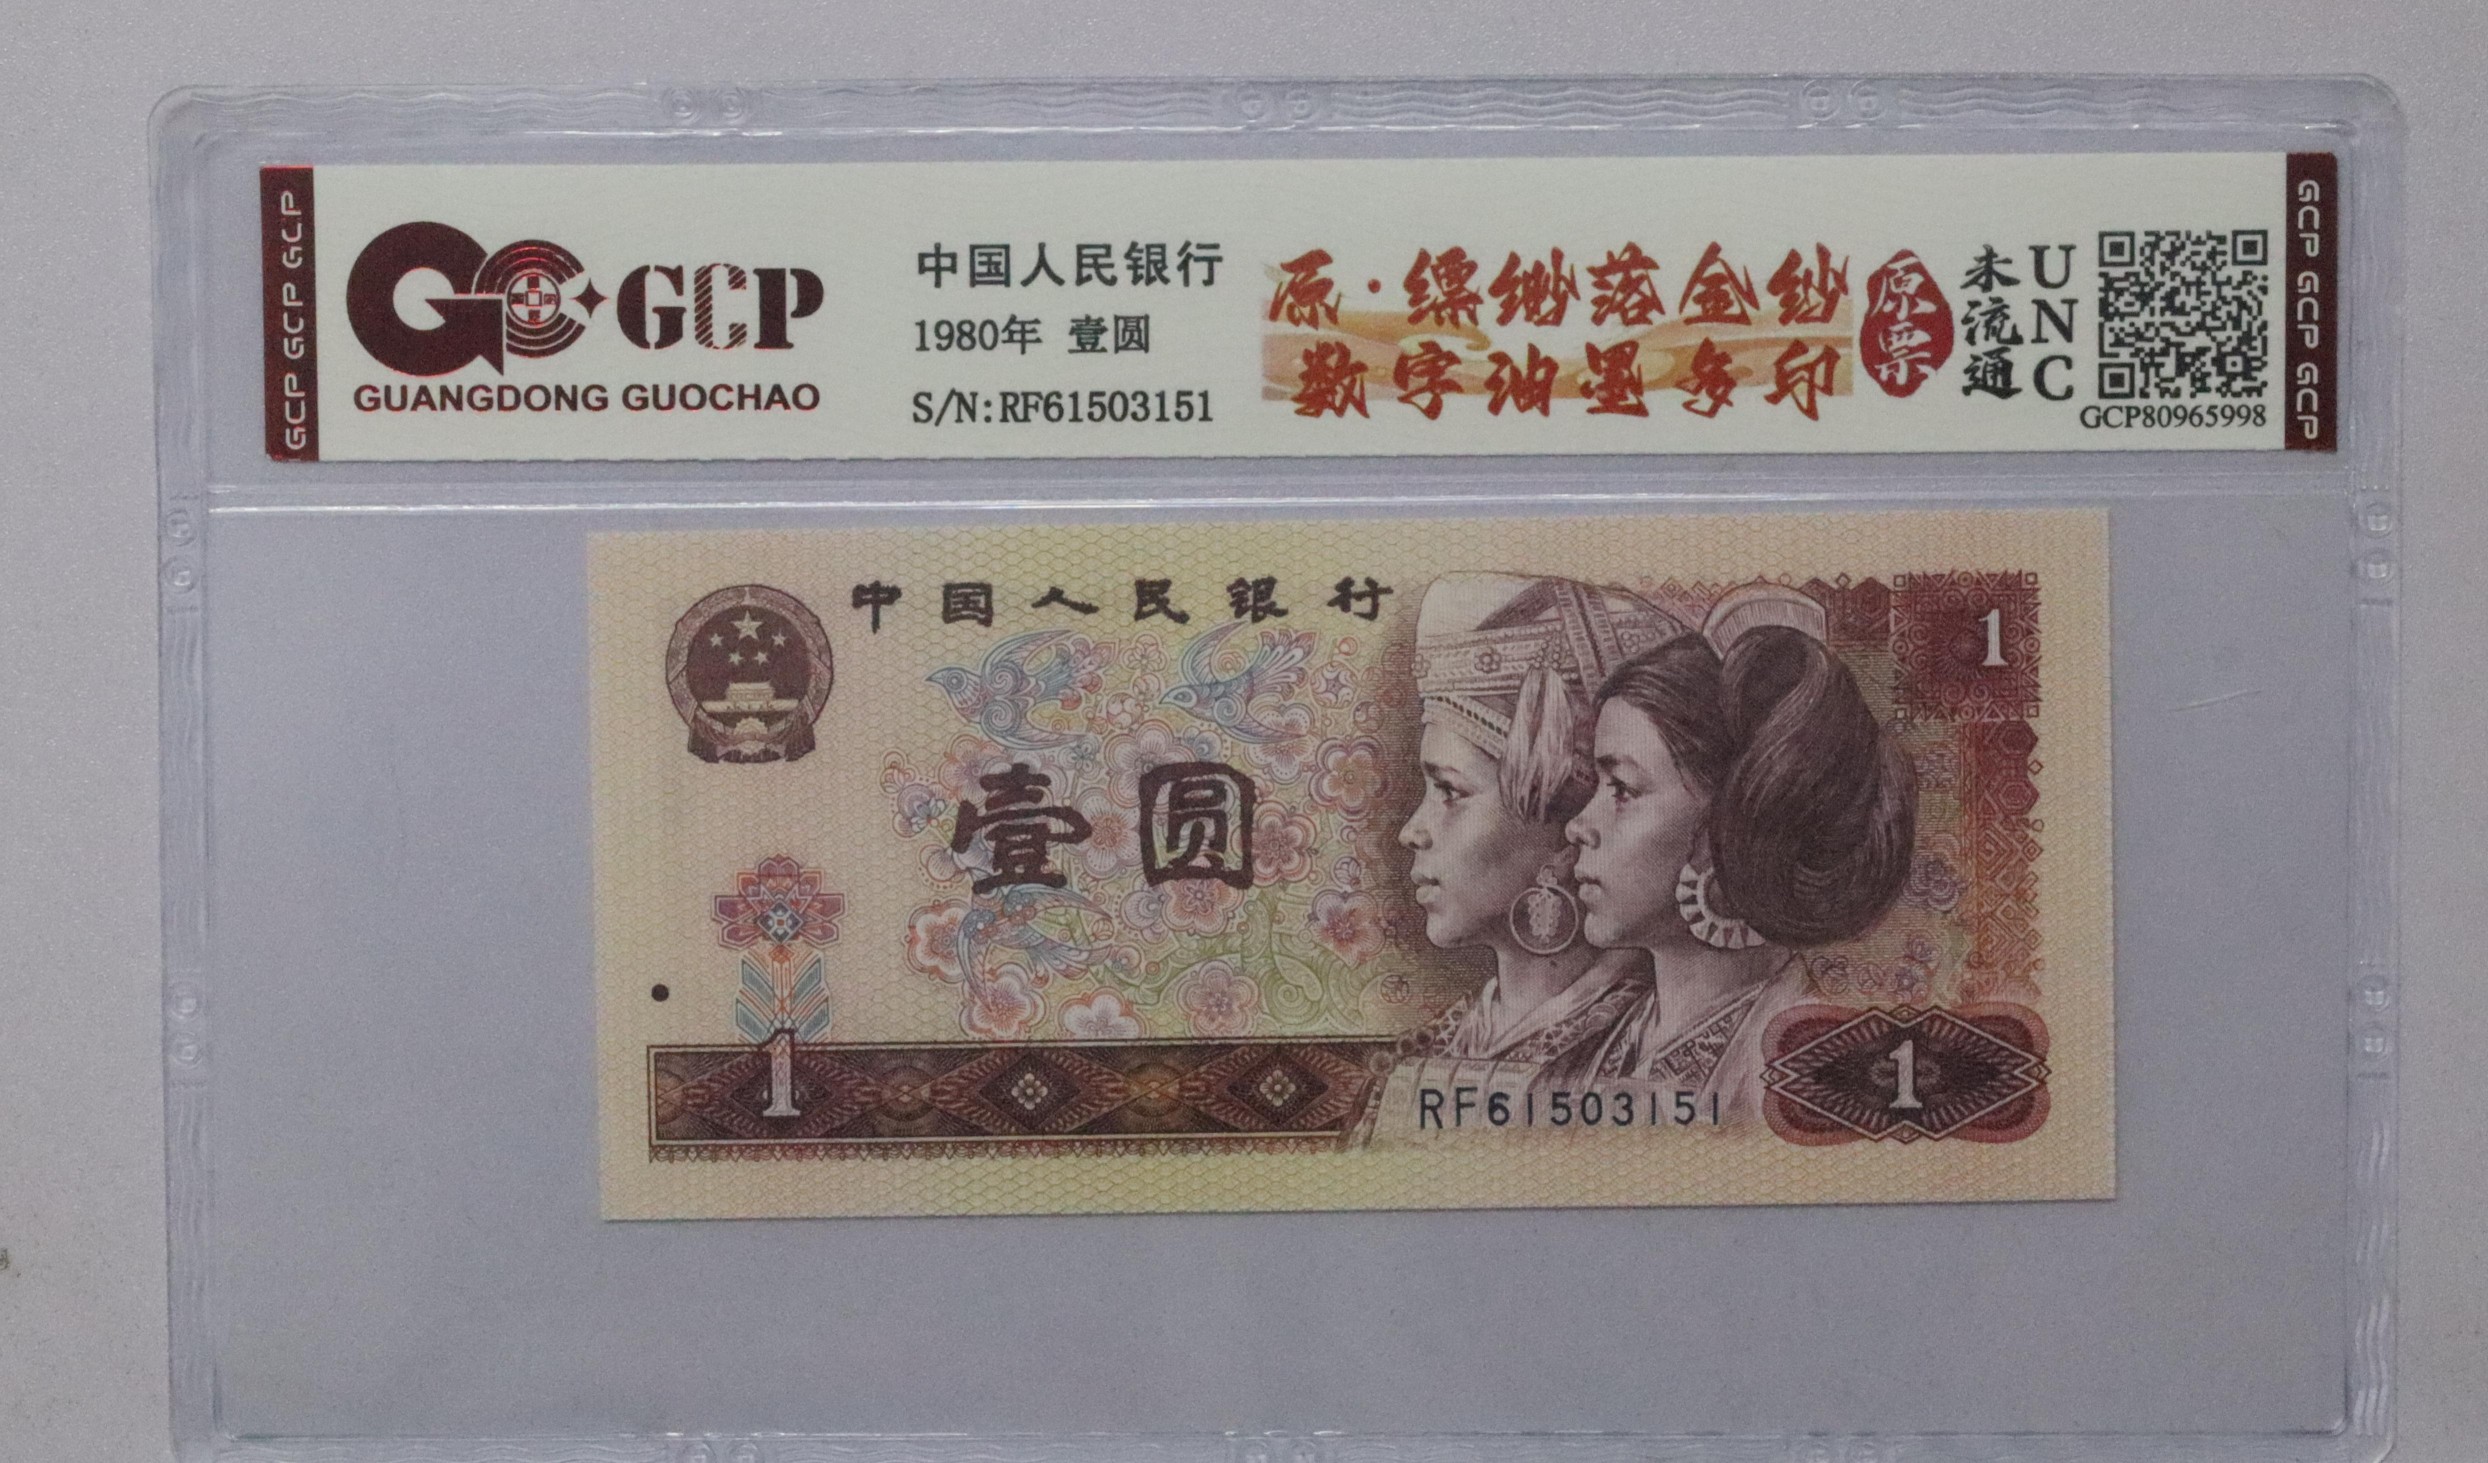 GCP GCP GCP
GCP
GUANGDONG GUOCHAO
中国人民银行
1980年 壹圆
S/N:RF61503151
原·缥缈落金纱
数字油墨多印
原票
未流通
UNC
GCP80965998
GCP GCP GCP
中国人民银行
1
壹圆
1
RF61503151
1